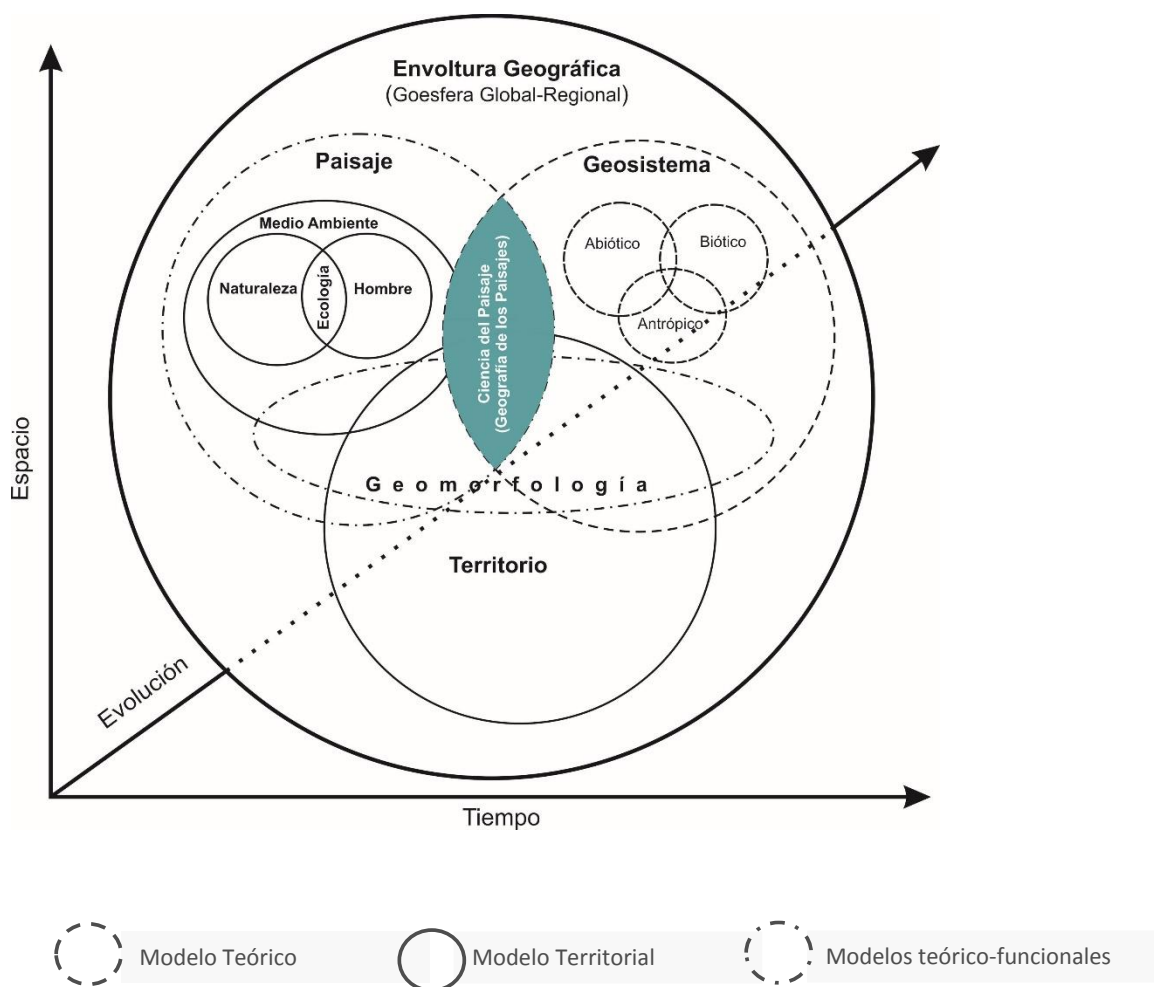 Envoltura Geográfica
(Goesfera Global-Regional)
Paisaje
Geosistema
Medio Ambiente
Naturaleza
Ecología
Hombre
Ciencia del Paisaje
(Geografía de los Paisajes)
Abiótico
Biótico
Antrópico
Geomorfología
Territorio
Espacio
Evolución
Tiempo
Modelo Teórico
Modelo Territorial
Modelos teórico-funcionales